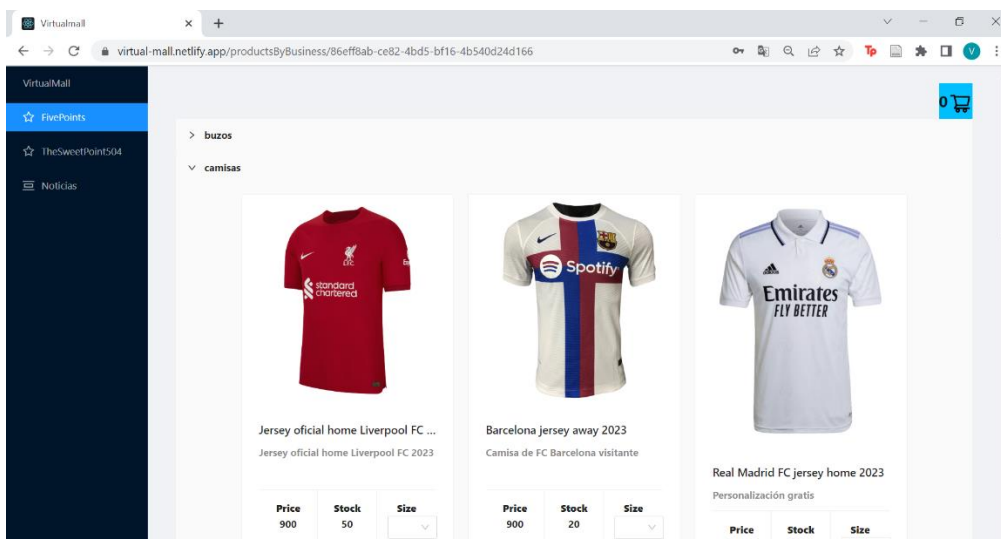 Virtualmall
virtual-mall.netlify.app/productsByBusiness/86eff8ab-ce82-4bd5-bf16-4b540d24d166
Tp
V
VirtualMall
FivePoints
TheSweetPoint504
Noticias
0
buzos
camisas
LFC
standard
chartered
Spotify
Emirates
FLY BETTER
Jersey oficial home Liverpool FC ...
Jersey oficial home Liverpool FC 2023
Price Stock Size
900 50
Barcelona jersey away 2023
Camisa de FC Barcelona visitante
Price Stock Size
900 20
Real Madrid FC jersey home 2023
Personalización gratis
Price Stock Size